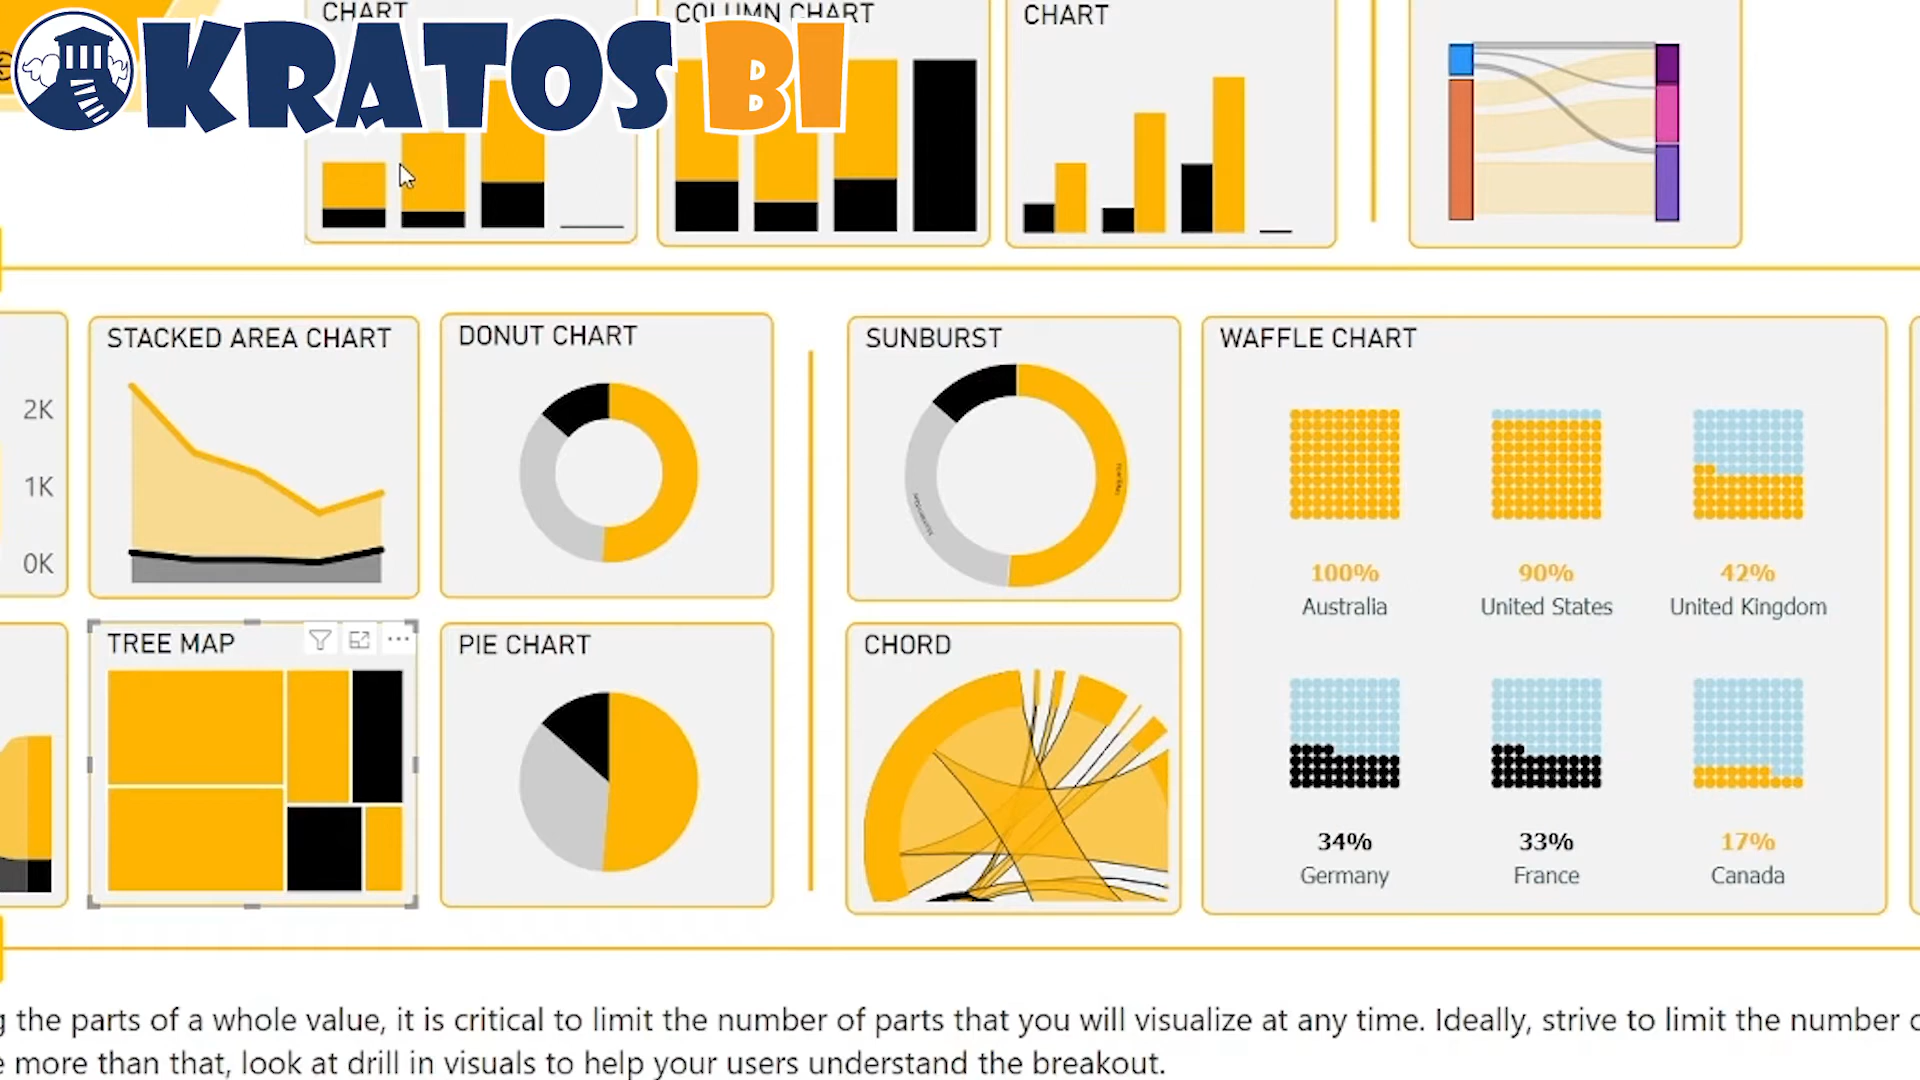 CHART
COLUMN CHART
CHART
KRATOS BI
STACKED AREA CHART
DONUT CHART
SUNBURST
WAFFLE CHART
2K
1K
0K
100%
Australia
90%
United States
42%
United Kingdom
TREE MAP
PIE CHART
CHORD
34%
Germany
33%
France
17%
Canada
the parts of a whole value, it is critical to limit the number of parts that you will visualize at any time. Ideally, strive to limit the number
more than that, look at drill in visuals to help your users understand the breakout.